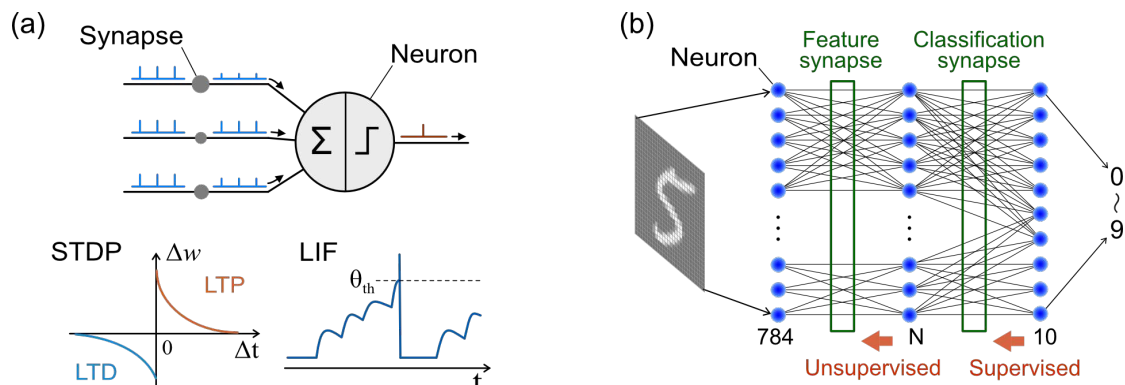 (a)
Synapse
Neuron
Σ
STDP
Δw
LTP
0
Δt
LTD
LIF
θth
t
(b)
Feature
synapse
Classification
synapse
Neuron
5
0
~
9
784
N
10
Unsupervised
Supervised